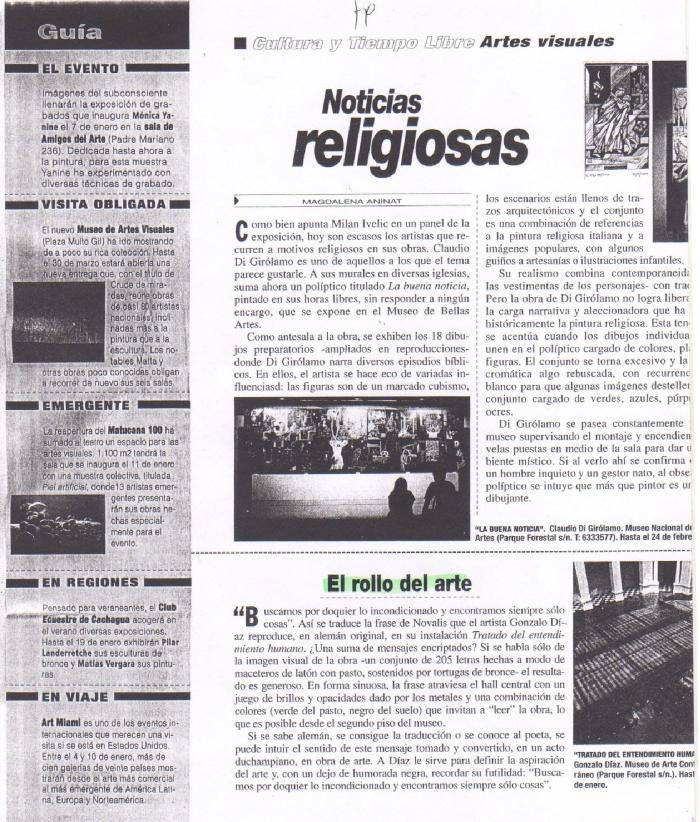 Guía
EL EVENTO
Imágenes del subconsciente
llenarán la exposición de gra-
bados que inaugura Mónica Ya-
nine el 7 de enero en la sala de
Amigos del Arte (Padre Mariano
236). Dedicada hasta ahora a
la pintura, para esta muestra
Yanine ha experimentado con
diversas técnicas de grabado.
VISITA OBLIGADA
El nuevo Museo de Artes Visuales
(Plaza Multo Gil) ha ido mostrando
de a poco su rica colección. Hasta
el 30 de marzo estará abierta una
nueva entrega que, con el título de
Cruce de mira-
das, reúne obras
de casi 80 artistas
nacionales, incli-
nadas más a la
pintura que a la
escultura. Los no-
tables Matta y
otras obras poco conocidas obligan
a recorrer de nuevo sus seis salas.
EMERGENTE
La reapertura del Matucana 100 ha
sumado al teatro un espacio para las
artes visuales. 1.100 m2 tendrá la
sala que se inaugura el 11 de enero
con una muestra colectiva, titulada
Piel artificial, donde 13 artistas emer-
gentes presenta-
rán sus obras he-
chas especial-
mente para el
evento.
EN REGIONES
Pensado para veraneantes, el Club
Ecuestre de Cachagua acogerá en
el verano diversas exposiciones.
Hasta el 19 de enero exhibirán Pilar
Landerretche sus esculturas de
bronce y Matías Vergara sus pintu-
ras.
EN VIAJE
Art Miami es uno de los eventos in-
ternacionales que merecen una vi-
sita si se está en Estados Unidos.
Entre el 4 y 10 de enero, más de
cien galerías de veinte países mos-
trarán desde el arte más comercial
al más emergente de América Lati-
na, Europa y Norteamérica.
Cultura y Tiempo Libre Artes visuales
Noticias
religiosas
MAGDALENA ANINAT
Como bien apunta Milan Ivelic en un panel de la
exposición, hoy son escasos los artistas que re-
curren a motivos religiosos en sus obras. Claudio
Di Girólamo es uno de aquellos a los que el tema
parece gustarle. A sus murales en diversas iglesias,
suma ahora un políptico titulado La buena noticia,
pintado en sus horas libres, sin responder a ningún
encargo, que se expone en el Museo de Bellas
Artes.
Como antesala a la obra, se exhiben los 18 dibu-
jos preparatorios -ampliados en reproducciones-
donde Di Girólamo narra diversos episodios bíbli-
cos. En ellos, el artista se hace eco de variadas in-
fluenciasd: las figuras son de un marcado cubismo,
los escenarios están llenos de tra-
zos arquitectónicos y el conjunto
es una combinación de referencias
a la pintura religiosa italiana y a
imágenes populares, con algunos
guiños a artesanías o ilustraciones infantiles.
Su realismo combina contemporaneida
las vestimentas de los personajes- con tra
Pero la obra de Di Girólamo no logra libera
la carga narrativa y aleccionadora que ha
históricamente la pintura religiosa. Esta ten
se acentúa cuando los dibujos individua
unen en el políptico cargado de colores, pl
figuras. El conjunto se torna excesivo y la
cromática algo rebuscada, con recurrenc
blanco para que algunas imágenes destellen
conjunto cargado de verdes, azules, púrpu
ocres.
Di Girólamo se pasea constantemente
museo supervisando el montaje y encendien
velas puestas en medio de la sala para dar u
biente místico. Si al verlo ahí se confirma
un hombre inquieto y un gestor nato, al obse
políptico se intuye que más que pintor es un
dibujante.
"LA BUENA NOTICIA". Claudio Di Girólamo. Museo Nacional de
Artes (Parque Forestal s/n. T: 6333577). Hasta el 24 de febre
El rollo del arte
"Buscamos por doquier lo incondicionado y encontramos siempre sólo
cosas". Así se traduce la frase de Novalis que el artista Gonzalo Dí-
az reproduce, en alemán original, en su instalación Tratado del entendi-
miento humano. ¿Una suma de mensajes encriptados? Si se habla sólo de
la imagen visual de la obra -un conjunto de 205 letras hechas a modo de
maceteros de latón con pasto, sostenidos por tortugas de bronce- el resulta-
do es generoso. En forma sinuosa, la frase atraviesa el hall central con un
juego de brillos y opacidades dado por los metales y una combinación de
colores (verde del pasto, negro del suelo) que invitan a "leer" la obra, lo
que es posible desde el segundo piso del museo.
Si se sabe alemán, se consigue la traducción o se conoce al poeta, se
puede intuir el sentido de este mensaje tomado y convertido, en un acto
duchampiano, en obra de arte. A Díaz le sirve para definir la aspiración
del arte y, con un dejo de humorada negra, recordar su futilidad: "Busca-
mos por doquier lo incondicionado y encontramos siempre sólo cosas".
"TRATADO DEL ENTENDIMIENTO HUMA
Gonzalo Díaz. Museo de Arte Cont
ráneo (Parque Forestal s/n.). Hast
de enero.